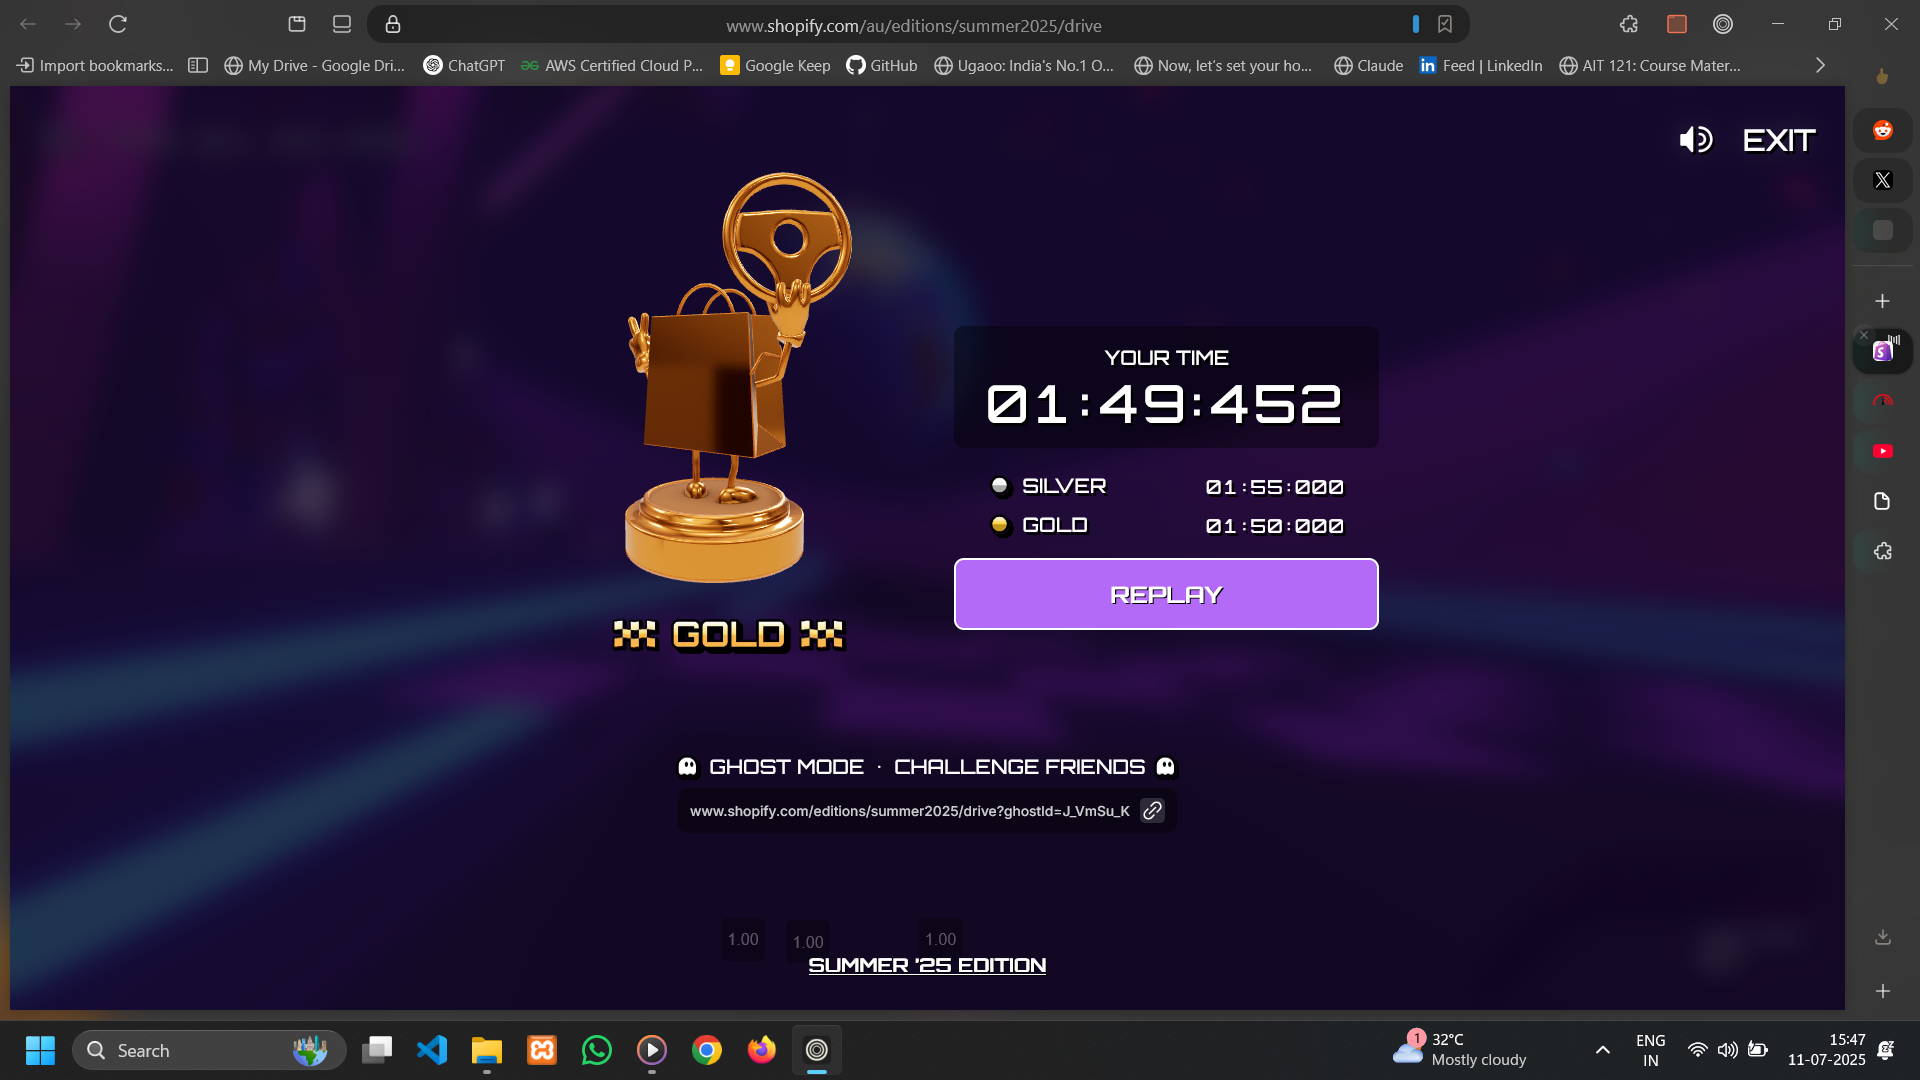 www.shopify.com/au/editions/summer2025/drive
Import bookmarks...
My Drive - Google Dri...
ChatGPT
AWS Certified Cloud P...
Google Keep
GitHub
Ugaoo: India's No.1 O...
Now, let's set your ho...
Claude
Feed | LinkedIn
AIT 121: Course Mater...
EXIT
YOUR TIME
01:49:452
SILVER 01:55:000
GOLD 01:50:000
REPLAY
GOLD
GHOST MODE · CHALLENGE FRIENDS
www.shopify.com/editions/summer2025/drive?ghostId=J_VmSu_K
1.00
1.00
1.00
SUMMER '25 EDITION
Search
1
32°C
Mostly cloudy
ENG
IN
15:47
11-07-2025